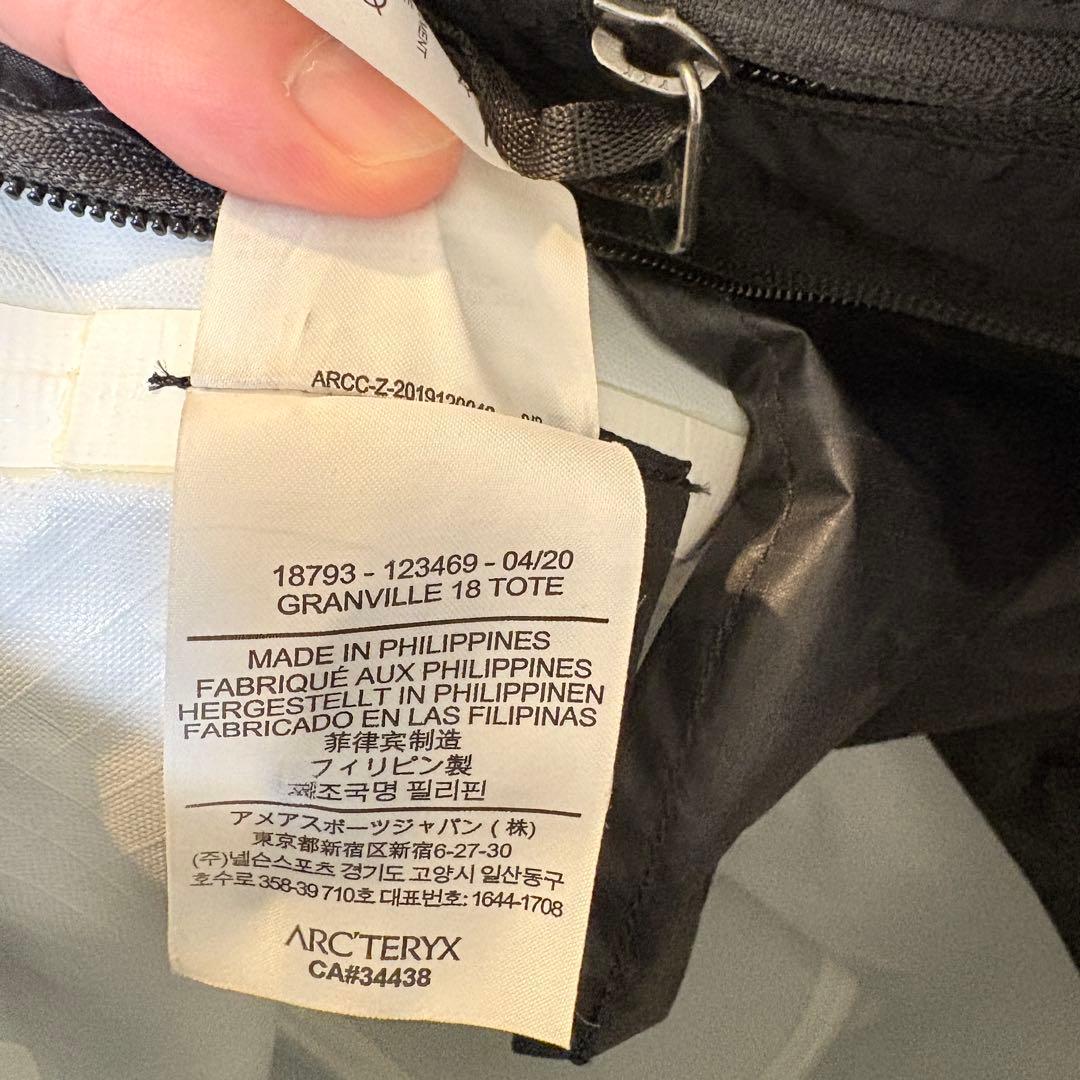 ARCC-Z-2019120040
18793 - 123469 - 04/20
GRANVILLE 18 TOTE
MADE IN PHILIPPINES
FABRIQUÉ AUX PHILIPPINES
HERGESTELLT IN PHILIPPINEN
FABRICADO EN LAS FILIPINAS
菲律宾制造
フィリピン製
제조국명 필리핀
アメアスポーツジャパン ( 株)
東京都新宿区新宿6-27-30
(주)넬슨스포츠 경기도 고양시 일산동구
호수로 358-39 710호 대표번호: 1644-1708
ARC'TERYX
CA#34438